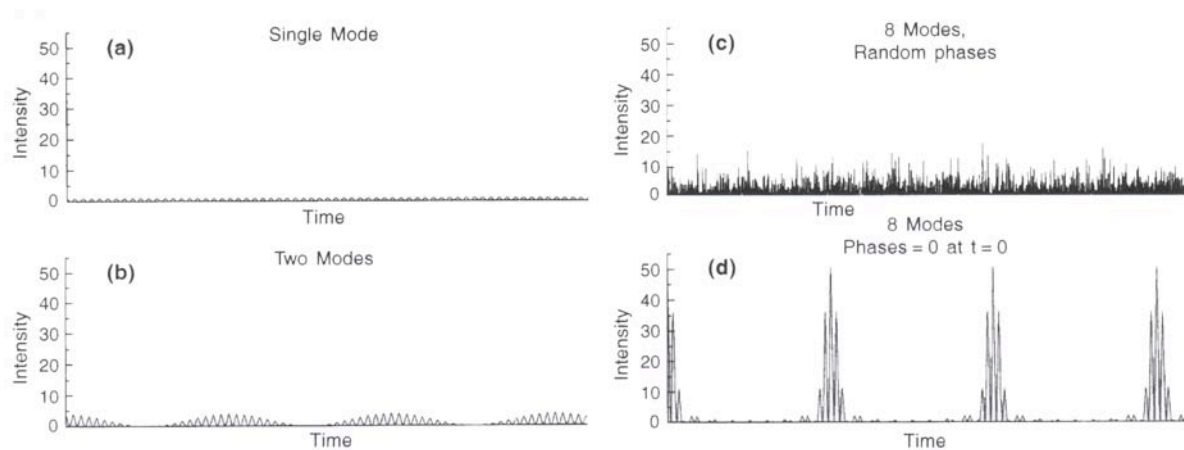 (a)
Single Mode
50
40
30
20
10
0
Intensity
Time
(b)
Two Modes
50
40
30
20
10
0
Intensity
Time
(c)
8 Modes,
Random phases
50
40
30
20
10
0
Intensity
Time
(d)
8 Modes
Phases = 0 at t = 0
50
40
30
20
10
0
Intensity
Time